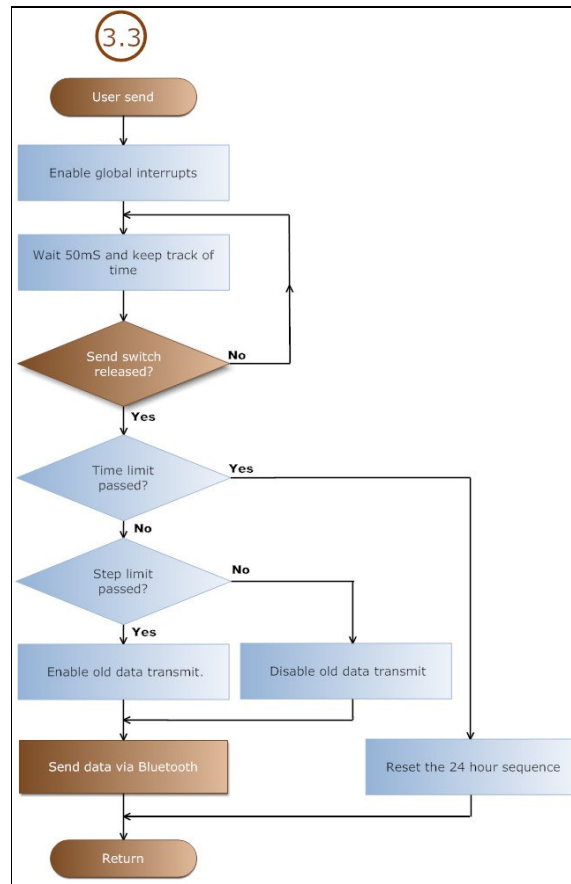 3.3
User send
Enable global interrupts
Wait 50mS and keep track of
time
Send switch
released?
No
Yes
Time limit
passed?
Yes
No
Step limit
passed?
No
Yes
Enable old data transmit.
Disable old data transmit
Send data via Bluetooth
Reset the 24 hour sequence
Return